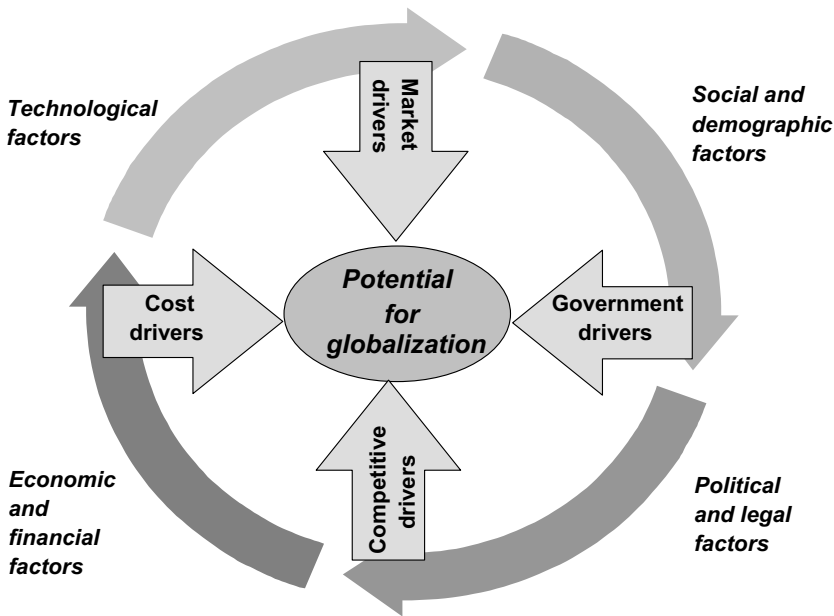 Technological
factors
Market
drivers
Social and
demographic
factors
Cost
drivers
Potential
for
globalization
Government
drivers
Economic
and
financial
factors
Competitive
drivers
Political
and legal
factors